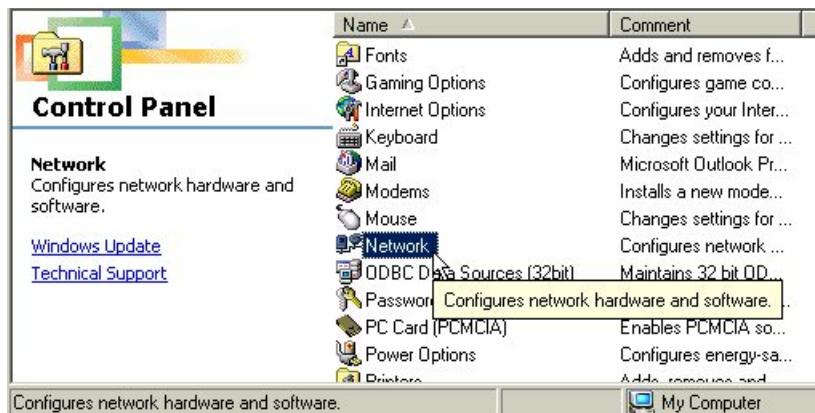 Name Comment
Fonts Adds and removes f...
Gaming Options Configures game co...
Control Panel
Internet Options Configures your Inter...
Keyboard Changes settings for ...
Network
Mail Microsoft Outlook Pr...
Configures network hardware and
Modems Installs a new mode...
software.
Mouse Changes settings for ...
Windows Update
Network Configures network ...
Technical Support
ODBC Data Sources (32bit) Maintains 32 bit OD...
Configures network hardware and software.
PC Card (PCMCIA) Enables PCMCIA so...
Power Options Configures energy-sa...
Printers Adds, removes and
Configures network hardware and software. My Computer